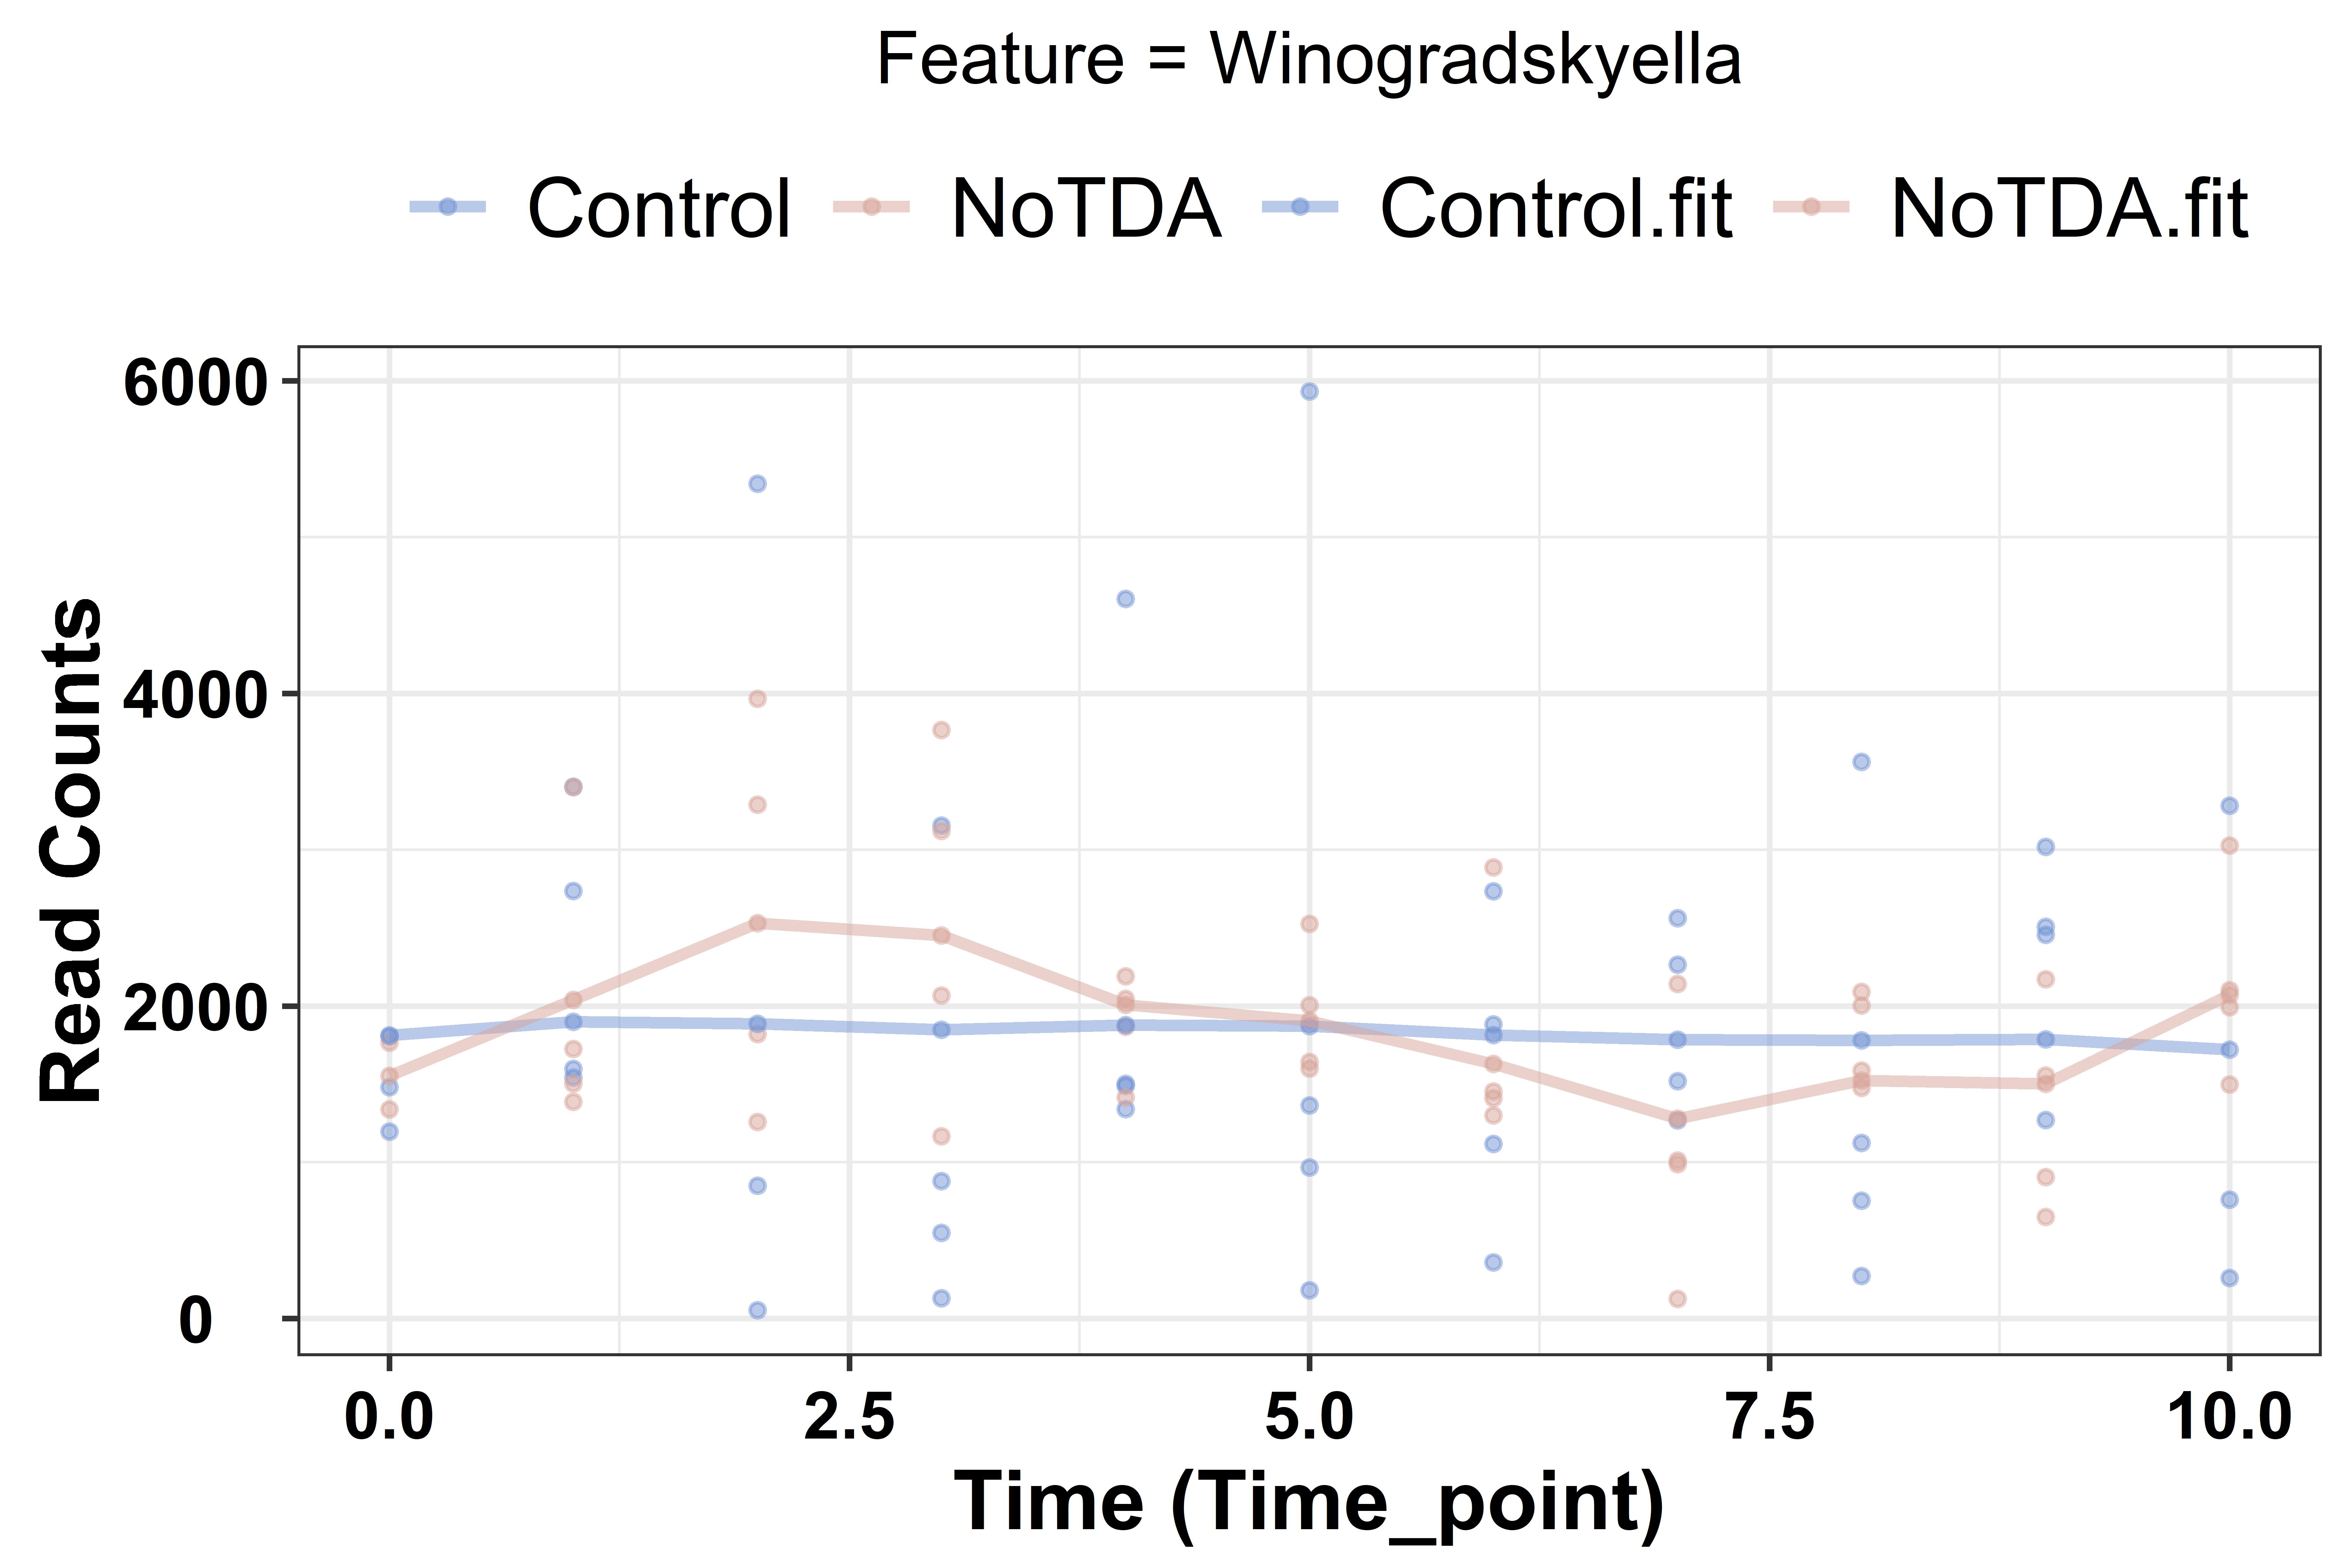 Feature = Winogradskyella
Control NoTDA Control.fit NoTDA.fit
6000
4000
2000
0
Read Counts
0.0 2.5 5.0 7.5 10.0
Time (Time_point)